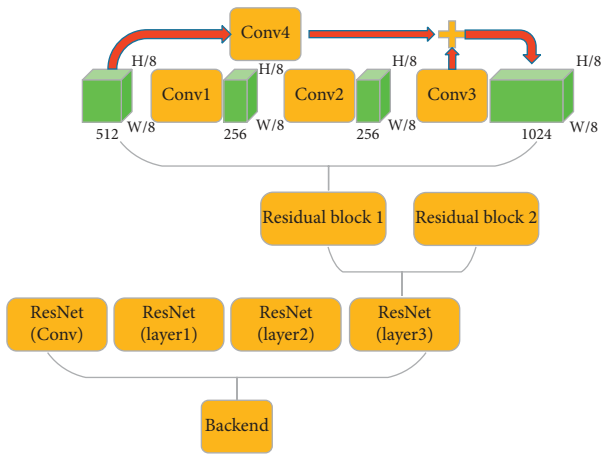 Conv4
H/8
H/8
H/8
H/8
Conv1
Conv2
Conv3
W/8
W/8
W/8
W/8
512
256
256
1024
Residual block 1
Residual block 2
ResNet
(Conv)
ResNet
(layer1)
ResNet
(layer2)
ResNet
(layer3)
Backend